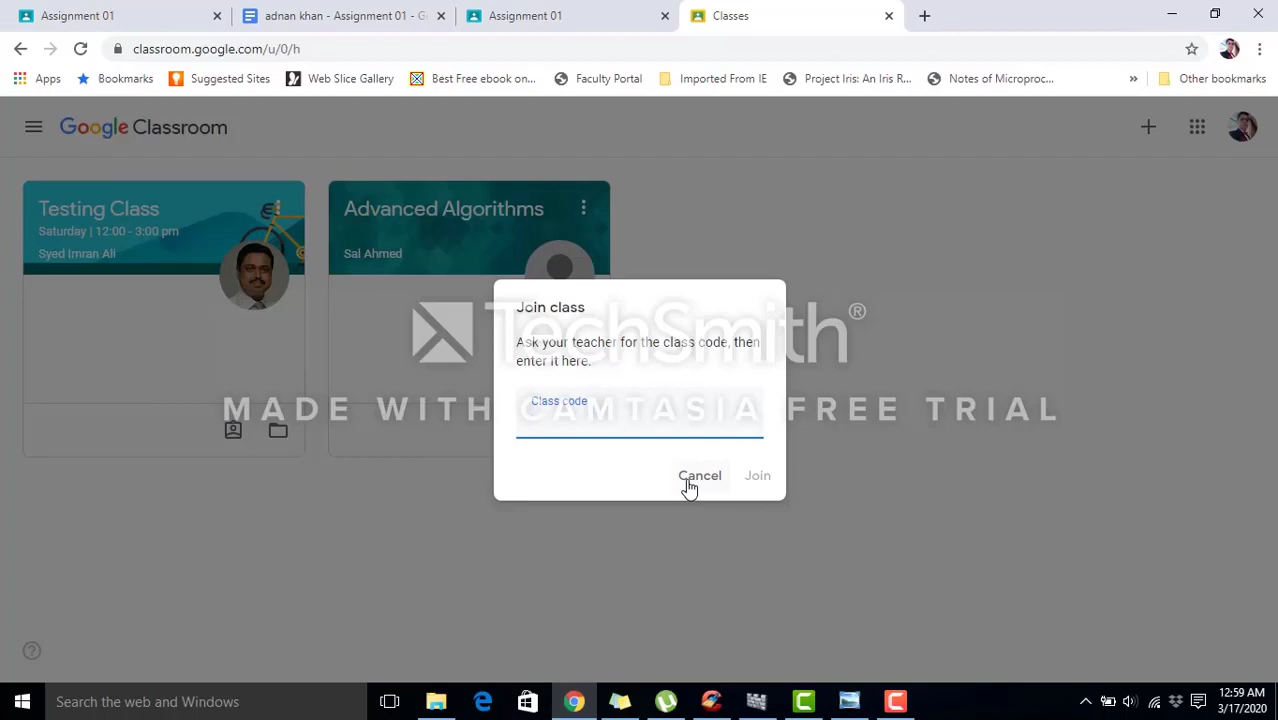 Assignment 01
adnan khan - Assignment 01 - G
Assignment 01
Classes
classroom.google.com/u/0/h
Apps
Bookmarks
Suggested Sites
Web Slice Gallery
Best Free ebook on...
Faculty Portal
Imported From IE
Project Iris: An Iris R...
Notes of Microproc...
»
Other bookmarks
Google Classroom
Testing Class
Saturday | 12:00 - 3:00 pm
Syed Imran Ali
Advanced Algorithms
Sal Ahmed
Join class
Ask your teacher for the class code, then
enter it here.
Class code
Cancel
Join
TechSmith®
MADE WITH CAMTASIA FREE TRIAL
Search the web and Windows
12:59 AM
3/17/2020